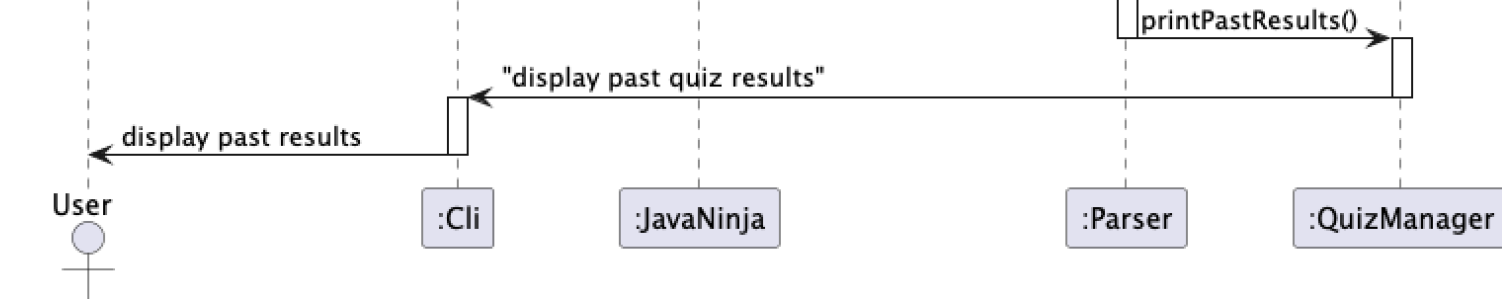 printPastResults()
"display past quiz results"
display past results
User
:Cli
:JavaNinja
:Parser
:QuizManager